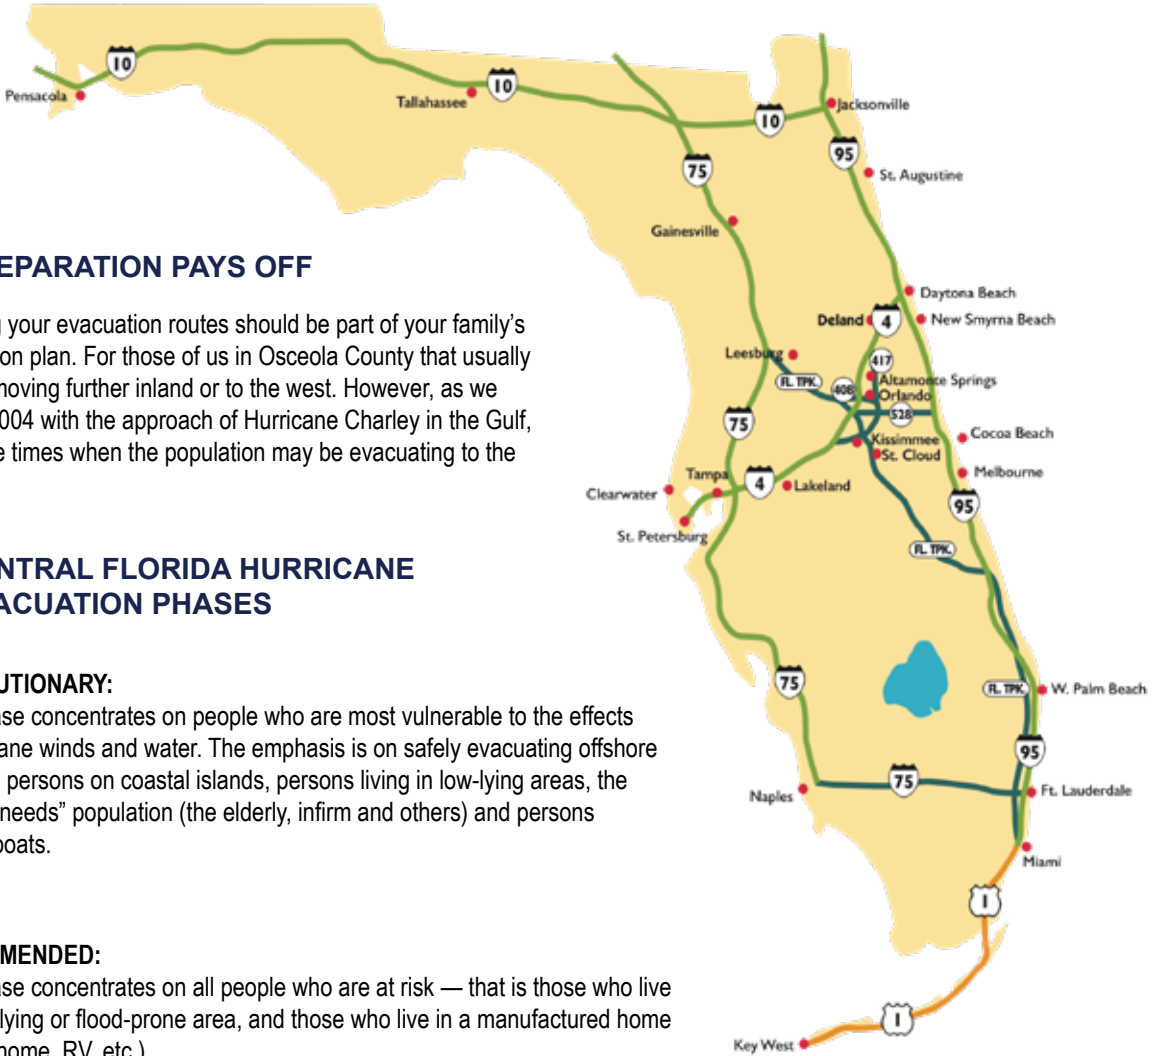 10
Pensacola
Tallahassee
10
10
Jacksonville
95
75
St. Augustine
Gainesville
EPARATION PAYS OFF
g your evacuation routes should be part of your family’s
on plan. For those of us in Osceola County that usually
moving further inland or to the west. However, as we
004 with the approach of Hurricane Charley in the Gulf,
e times when the population may be evacuating to the
Daytona Beach
Deland
4
New Smyrna Beach
Leesburg
417
FL. TPK.
408
Altamonte Springs
Orlando
528
75
Kissimmee
St. Cloud
Cocoa Beach
Melbourne
Tampa
4
Lakeland
Clearwater
St. Petersburg
95
FL. TPK.
NTRAL FLORIDA HURRICANE
ACUATION PHASES
UTIONARY:
ase concentrates on people who are most vulnerable to the effects
ane winds and water. The emphasis is on safely evacuating offshore
persons on coastal islands, persons living in low-lying areas, the
needs” population (the elderly, infirm and others) and persons
boats.
75
FL. TPK.
W. Palm Beach
95
75
Naples
Ft. Lauderdale
Miami
1
MENDED:
ase concentrates on all people who are at risk — that is those who live
lying or flood-prone area, and those who live in a manufactured home
home, RV, etc.)
1
Key West